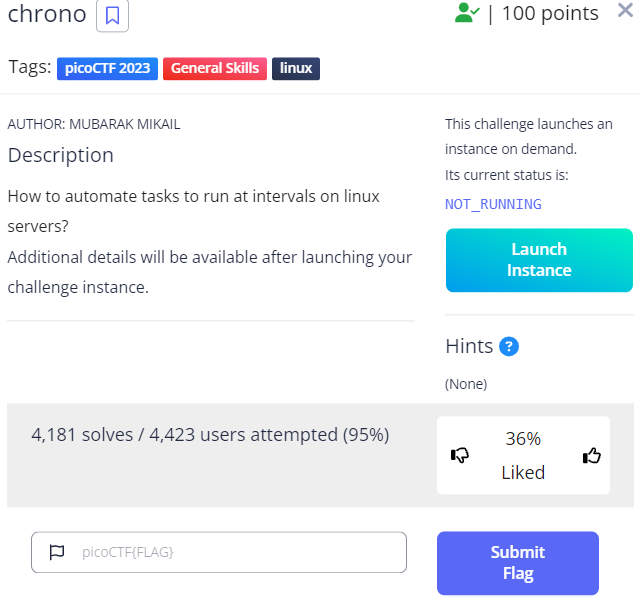 chrono
| 100 points
Tags: picoCTF 2023 General Skills linux
AUTHOR: MUBARAK MIKAIL
Description
How to automate tasks to run at intervals on linux
servers?
Additional details will be available after launching your
challenge instance.
This challenge launches an
instance on demand.
Its current status is:
NOT_RUNNING
Launch
Instance
Hints ?
(None)
4,181 solves / 4,423 users attempted (95%)
36%
Liked
picoCTF{FLAG}
Submit
Flag